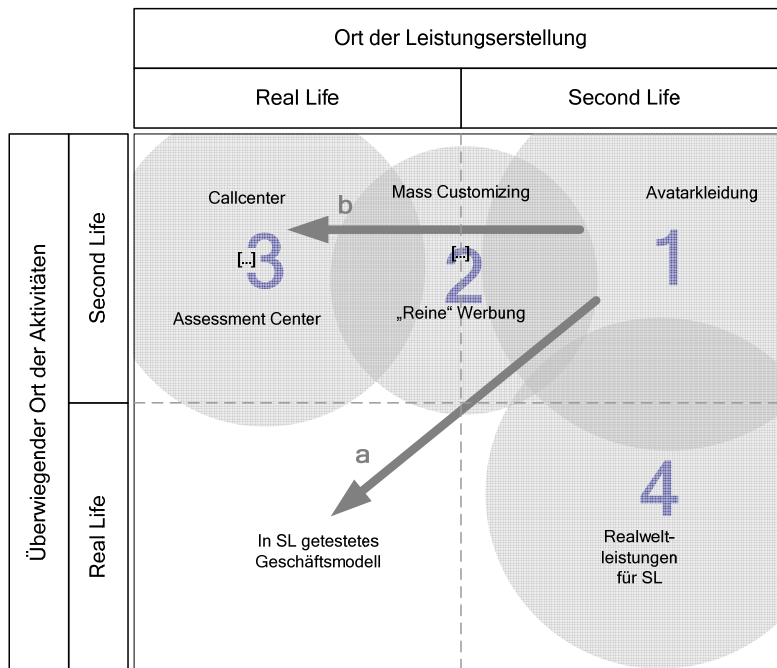 Ort der Leistungserstellung
Real Life
Second Life
Überwiegender Ort der Aktivitäten
Second Life
Real Life
Callcenter
Mass Customizing
Avatarkleidung
b
3
[...]
2
[...]
1
Assessment Center
„Reine“ Werbung
a
4
In SL getestetes
Geschäftsmodell
Realwelt-
leistungen
für SL